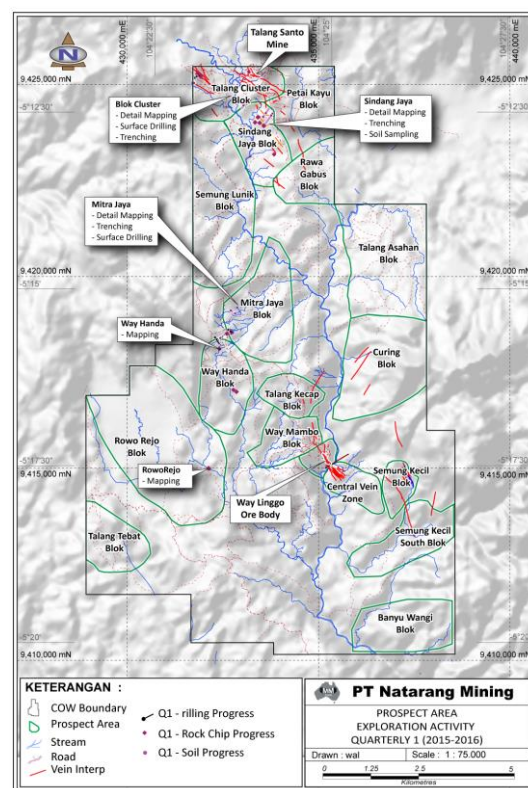 430.000 mE
104°22'30"
104°25'
435.000 mE
104°27'30"
440.000 mE
N
9.425.000 mN
9.425.000 mN
-5°12'30"
-5°12'30"
Talang Santo
Mine
Talang Cluster
Blok
Petai Kayu
Blok
Blok Cluster
- Detail Mapping
- Surface Drilling
- Trenching
Sindang Jaya
- Detail Mapping
- Trenching
- Soil Sampling
Sindang
Jaya Blok
Rawa
Gabus
Blok
Semung Lunik
Blok
Mitra Jaya
- Detail Mapping
- Trenching
- Surface Drilling
Talang Asahan
Blok
9.420.000 mN
9.420.000 mN
-5°15'
-5°15'
Mitra Jaya
Blok
Way Handa
- Mapping
Curing
Blok
Way Handa
Blok
Talang Kecap
Blok
Way Mambo
Blok
Rowo Rejo
Blok
-5°17'30"
-5°17'30"
9.415.000 mN
9.415.000 mN
RowoRejo
- Mapping
Central Vein
Zone
Semung Kecil
Blok
Way Linggo
Ore Body
Semung Kecil
South Blok
Talang Tebat
Blok
Banyu Wangi
Blok
-5°20'
-5°20'
9.410.000 mN
9.410.000 mN
KETERANGAN :
COW Boundary
Prospect Area
Stream
Road
Vein Interp
Q1 - rilling Progress
Q1 - Rock Chip Progress
Q1 - Soil Progress
PT Natarang Mining
PROSPECT AREA
EXPLORATION ACTIVITY
QUARTERLY 1 (2015-2016)
Drawn : wal
Scale : 1 : 75.000
0 1.25 2.5 5
Kilometres